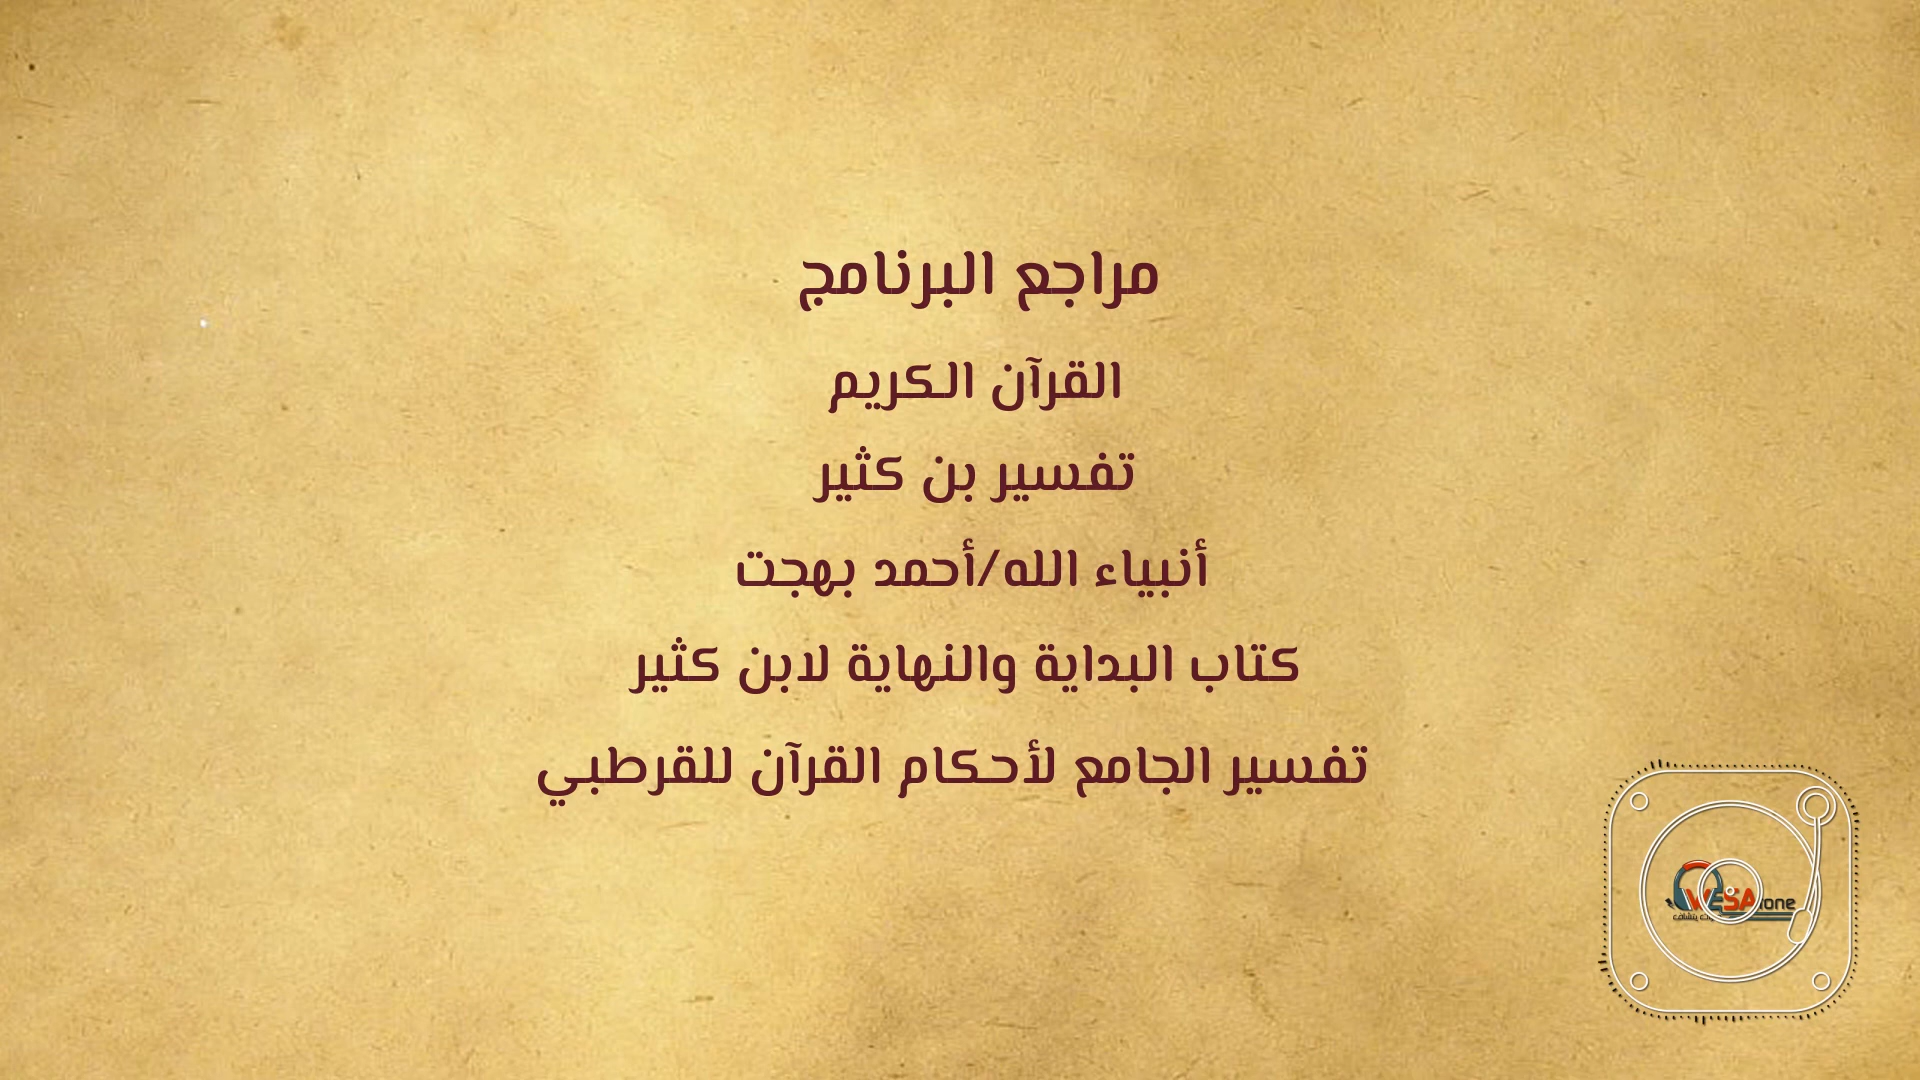 مراجع البرنامج
القرآن الكريم
تفسير بن كثير
أنبياء الله/أحمد بهجت
كتاب البداية والنهاية لابن كثير
تفسير الجامع لأحكام القرآن للقرطبي
WESA